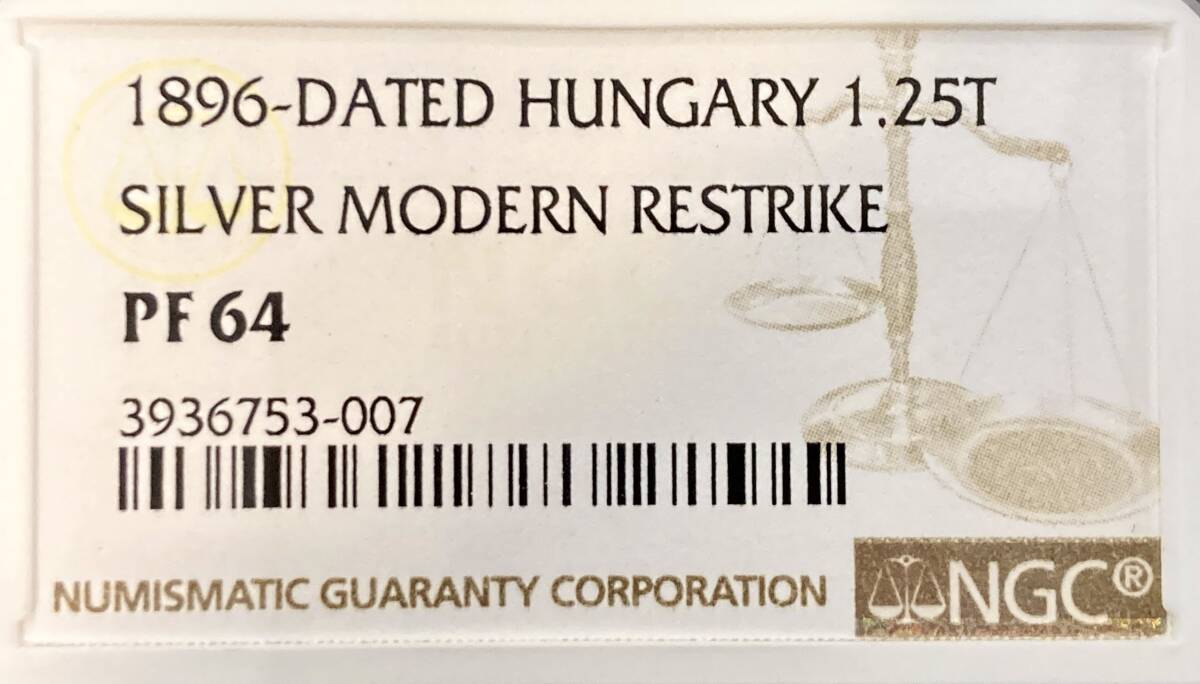 1896-DATED HUNGARY 1.25T
SILVER MODERN RESTRIKE
PF 64
3936753-007
NUMISMATIC GUARANTY CORPORATION
NGC®